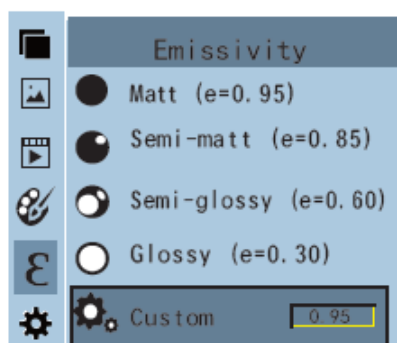 Emissivity
Matt (e=0.95)
Semi-matt (e=0.85)
Semi-glossy (e=0.60)
Glossy (e=0.30)
ε
Custom 0.95